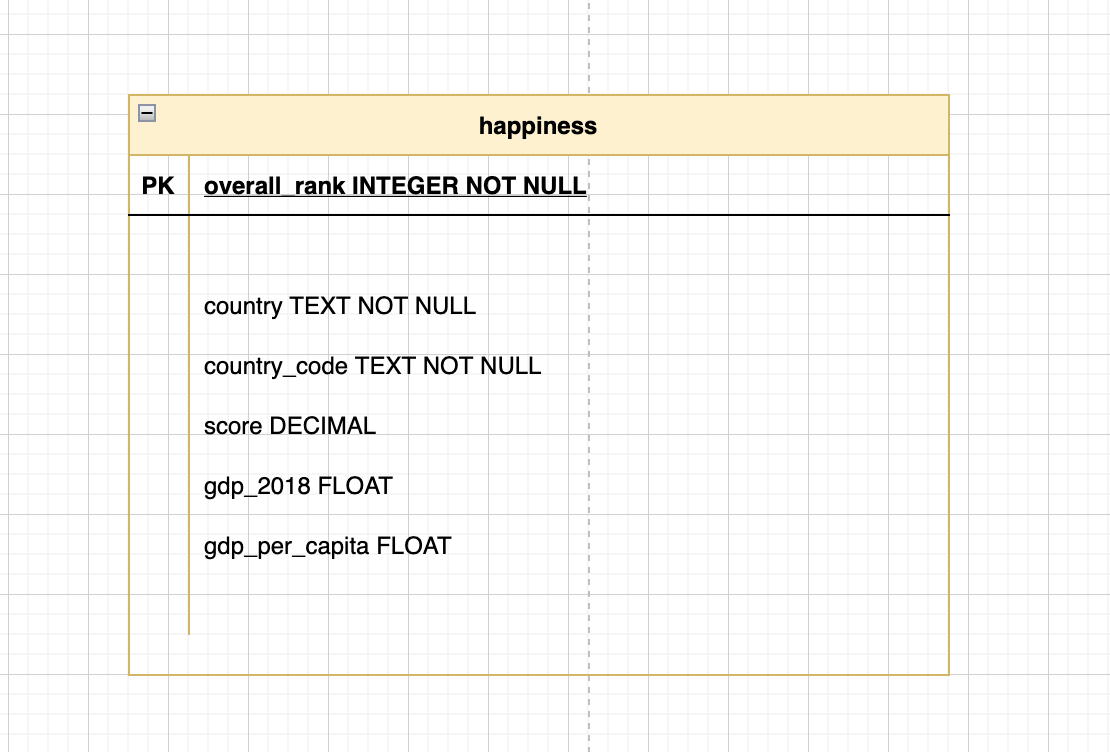 happiness
PK overall_rank INTEGER NOT NULL
country TEXT NOT NULL
country_code TEXT NOT NULL
score DECIMAL
gdp_2018 FLOAT
gdp_per_capita FLOAT